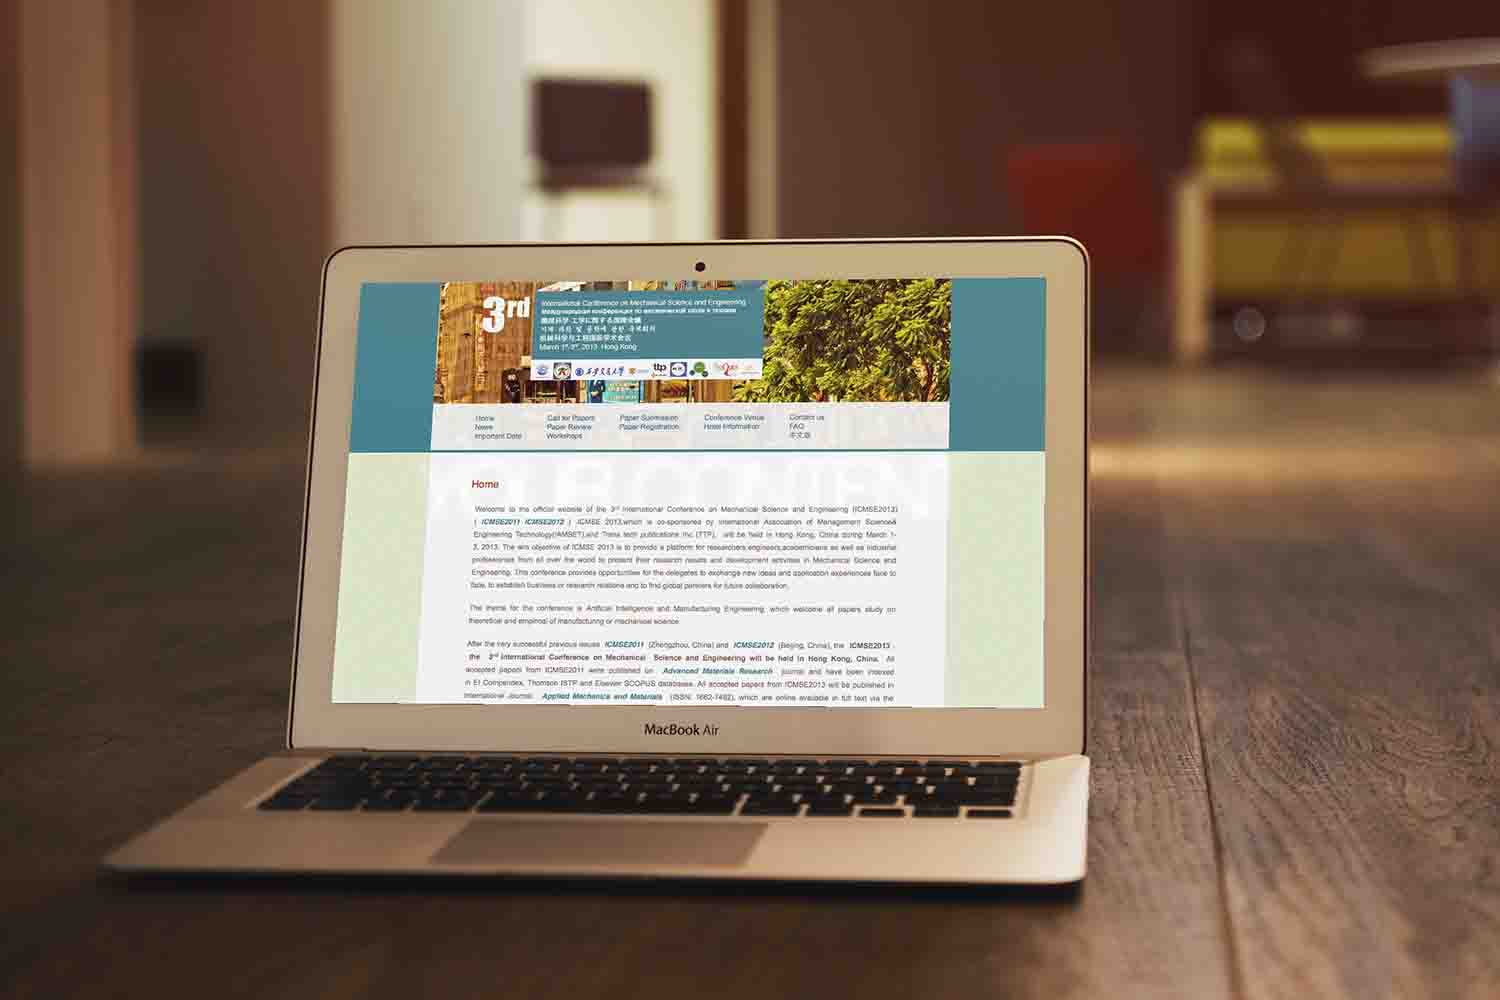 3rd
International Conference on Mechanical Science and Engineering
March 1st-3rd, 2013 Hong Kong
ttp
ProQuest
Home
Call for Papers
Paper Submission
Conference Venue
Contact us
News
Paper Review
Paper Registration
Hotel Information
FAQ
Important Date
Workshops
中文版
Home
Welcome to the official website of the 3rd International Conference on Mechanical Science and Engineering (ICMSE2013)
( ICMSE2011 ICMSE2012 ) ICMSE 2013,which is co-sponsored by International Association of Management Science&
Engineering Technology(IAMSET),and Trans tech publications inc.(TTP), will be held in Hong Kong, China during March 1-
3, 2013. The aim objective of ICMSE 2013 is to provide a platform for researchers,engineers,academicians as well as industrial
professionals from all over the world to present their research results and development activities in Mechanical Science and
Engineering. This conference provides opportunities for the delegates to exchange new ideas and application experiences face to
face, to establish business or research relations and to find global partners for future collaboration.
The theme for the conference is Artificial Intelligence and Manufacturing Engineering, which welcome all papers study on
theoretical and empirical of manufacturing or mechanical science.
After the very successful previous issues ICMSE2011 (Zhengzhou, China) and ICMSE2012 (Beijing, China), the ICMSE2013 -
the 3rd International Conference on Mechanical Science and Engineering will be held in Hong Kong, China. All
accepted papers from ICMSE2011 were published on Advanced Materials Research journal and have been indexed
in EI Compendex, Thomson ISTP and Elsevier SCOPUS databases. All accepted papers from ICMSE2013 will be published in
International Journal: Applied Mechanics and Materials (ISSN: 1662-7482), which are online available in full text via the
MacBook Air